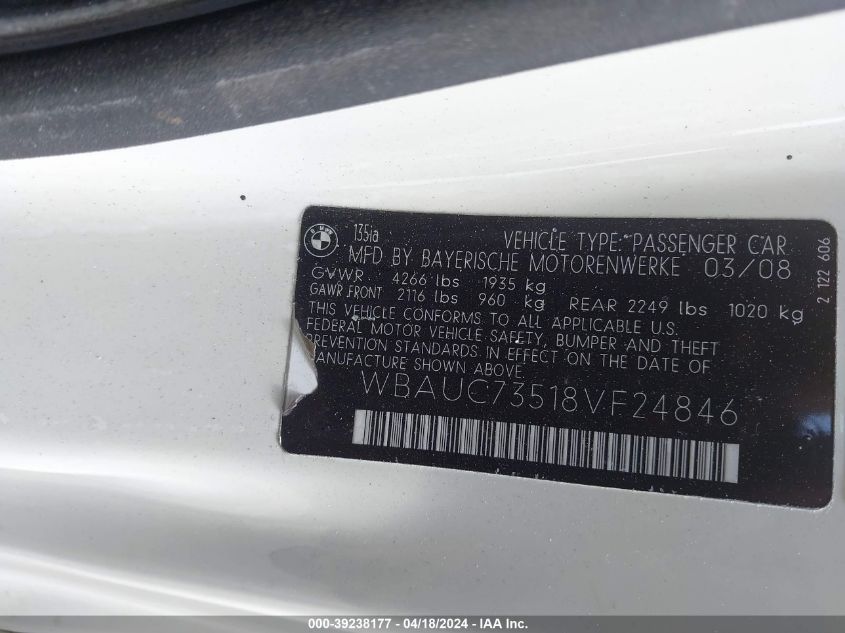 BMW
135ia VEHICLE TYPE: PASSENGER CAR
MFD BY BAYERISCHE MOTORENWERKE 03/08
GVWR 4266 lbs 1935 kg
GAWR FRONT 2116 lbs 960 kg REAR 2249 lbs 1020 kg
THIS VEHICLE CONFORMS TO ALL APPLICABLE U.S.
FEDERAL MOTOR VEHICLE SAFETY, BUMPER AND THEFT
PREVENTION STANDARDS IN EFFECT ON THE DATE OF
MANUFACTURE SHOWN ABOVE.
WBAUC73518VF24846
2 122 606
000-39238177 - 04/18/2024 - IAA, Inc.